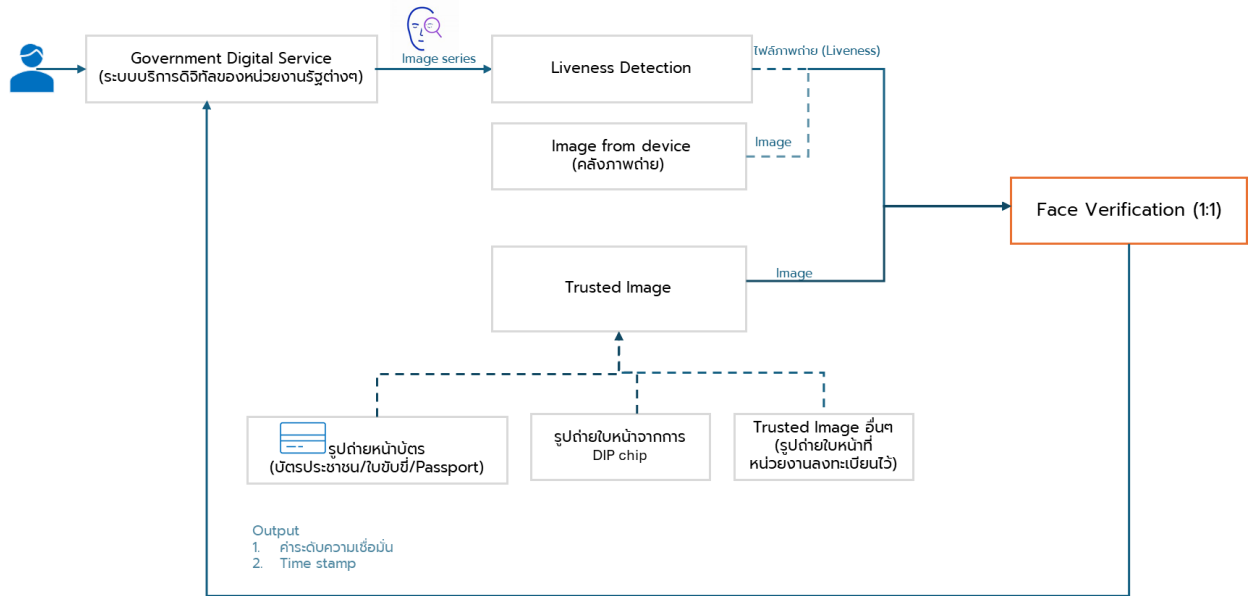 Government Digital Service
(ระบบบริการดิจิทัลของหน่วยงานรัฐต่างๆ)
Image series
Liveness Detection
ไฟล์ภาพถ่าย (Liveness)
Image from device
(คลังภาพถ่าย)
Image
Face Verification (1:1)
Trusted Image
Image
รูปถ่ายหน้าบัตร
(บัตรประชาชน/ใบขับขี่/Passport)
รูปถ่ายใบหน้าจากการ
DIP chip
Trusted Image อื่นๆ
(รูปถ่ายใบหน้าที่
หน่วยงานลงทะเบียนไว้)
Output
1. ค่าระดับความเชื่อมั่น
2. Time stamp